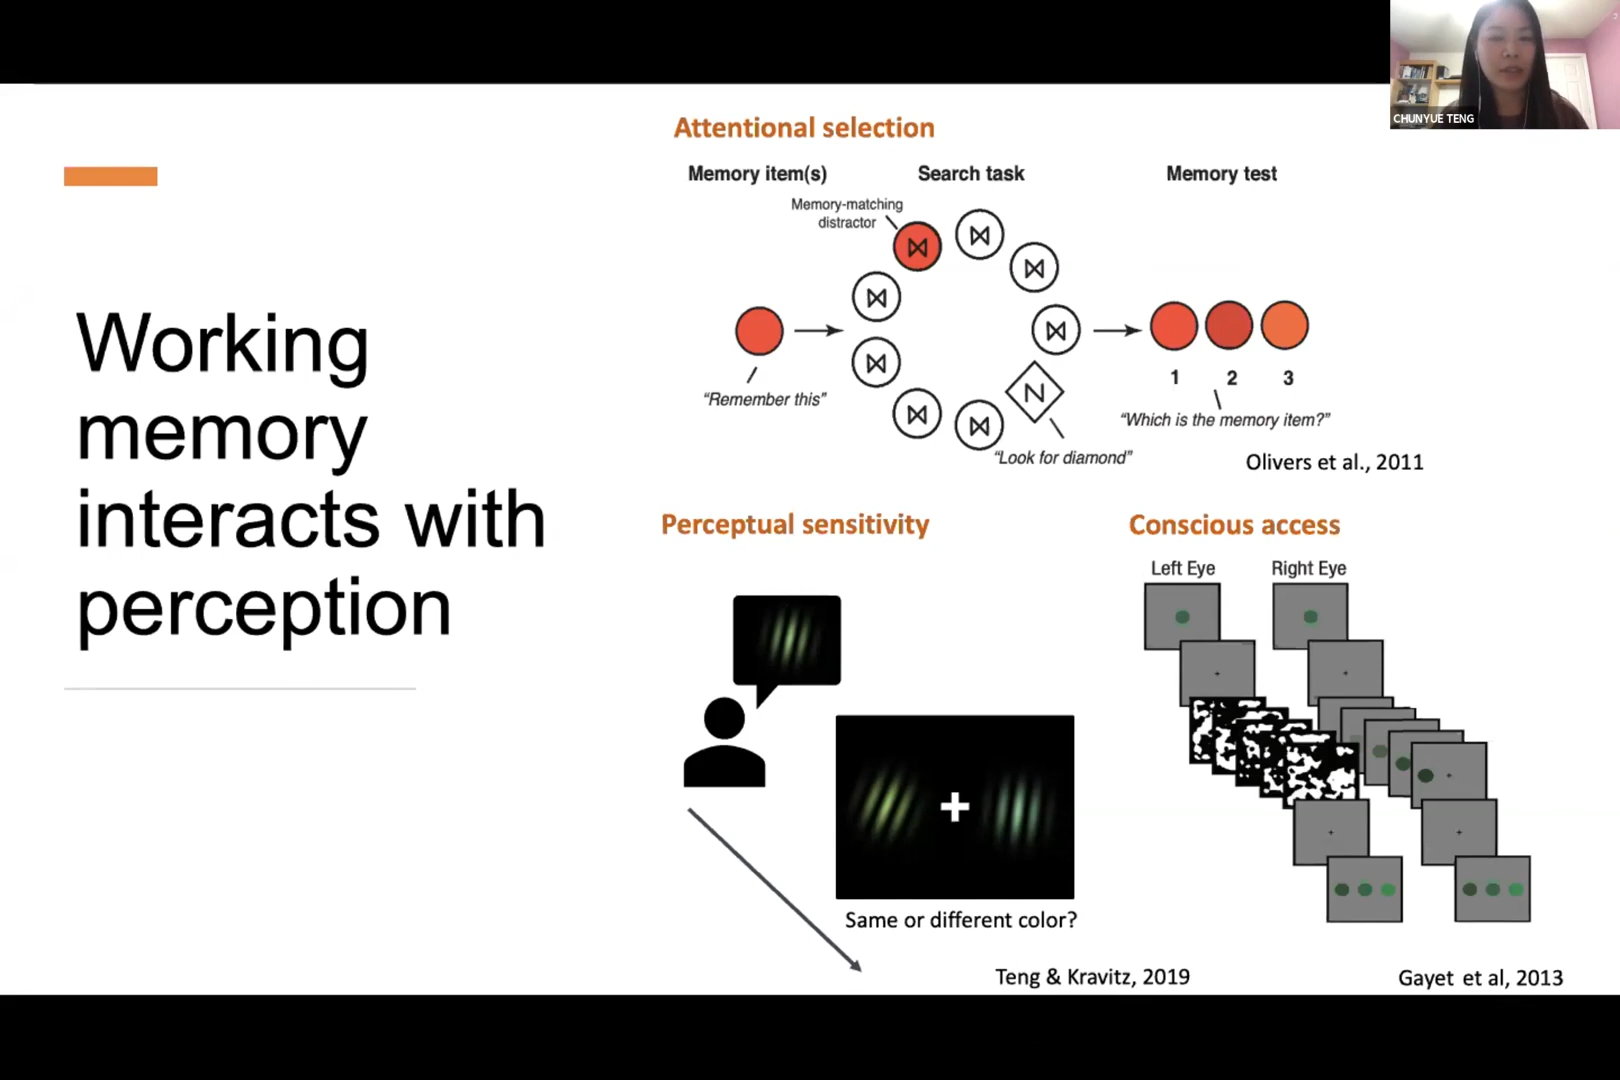 CHUNYUE TENG
Working
memory
interacts with
perception
Attentional selection
Memory item(s)
Search task
Memory test
Memory-matching
distractor
"Remember this"
N
"Look for diamond"
1 2 3
"Which is the memory item?"
Olivers et al., 2011
Perceptual sensitivity
Same or different color?
Teng & Kravitz, 2019
Conscious access
Left Eye
Right Eye
Gayet et al, 2013